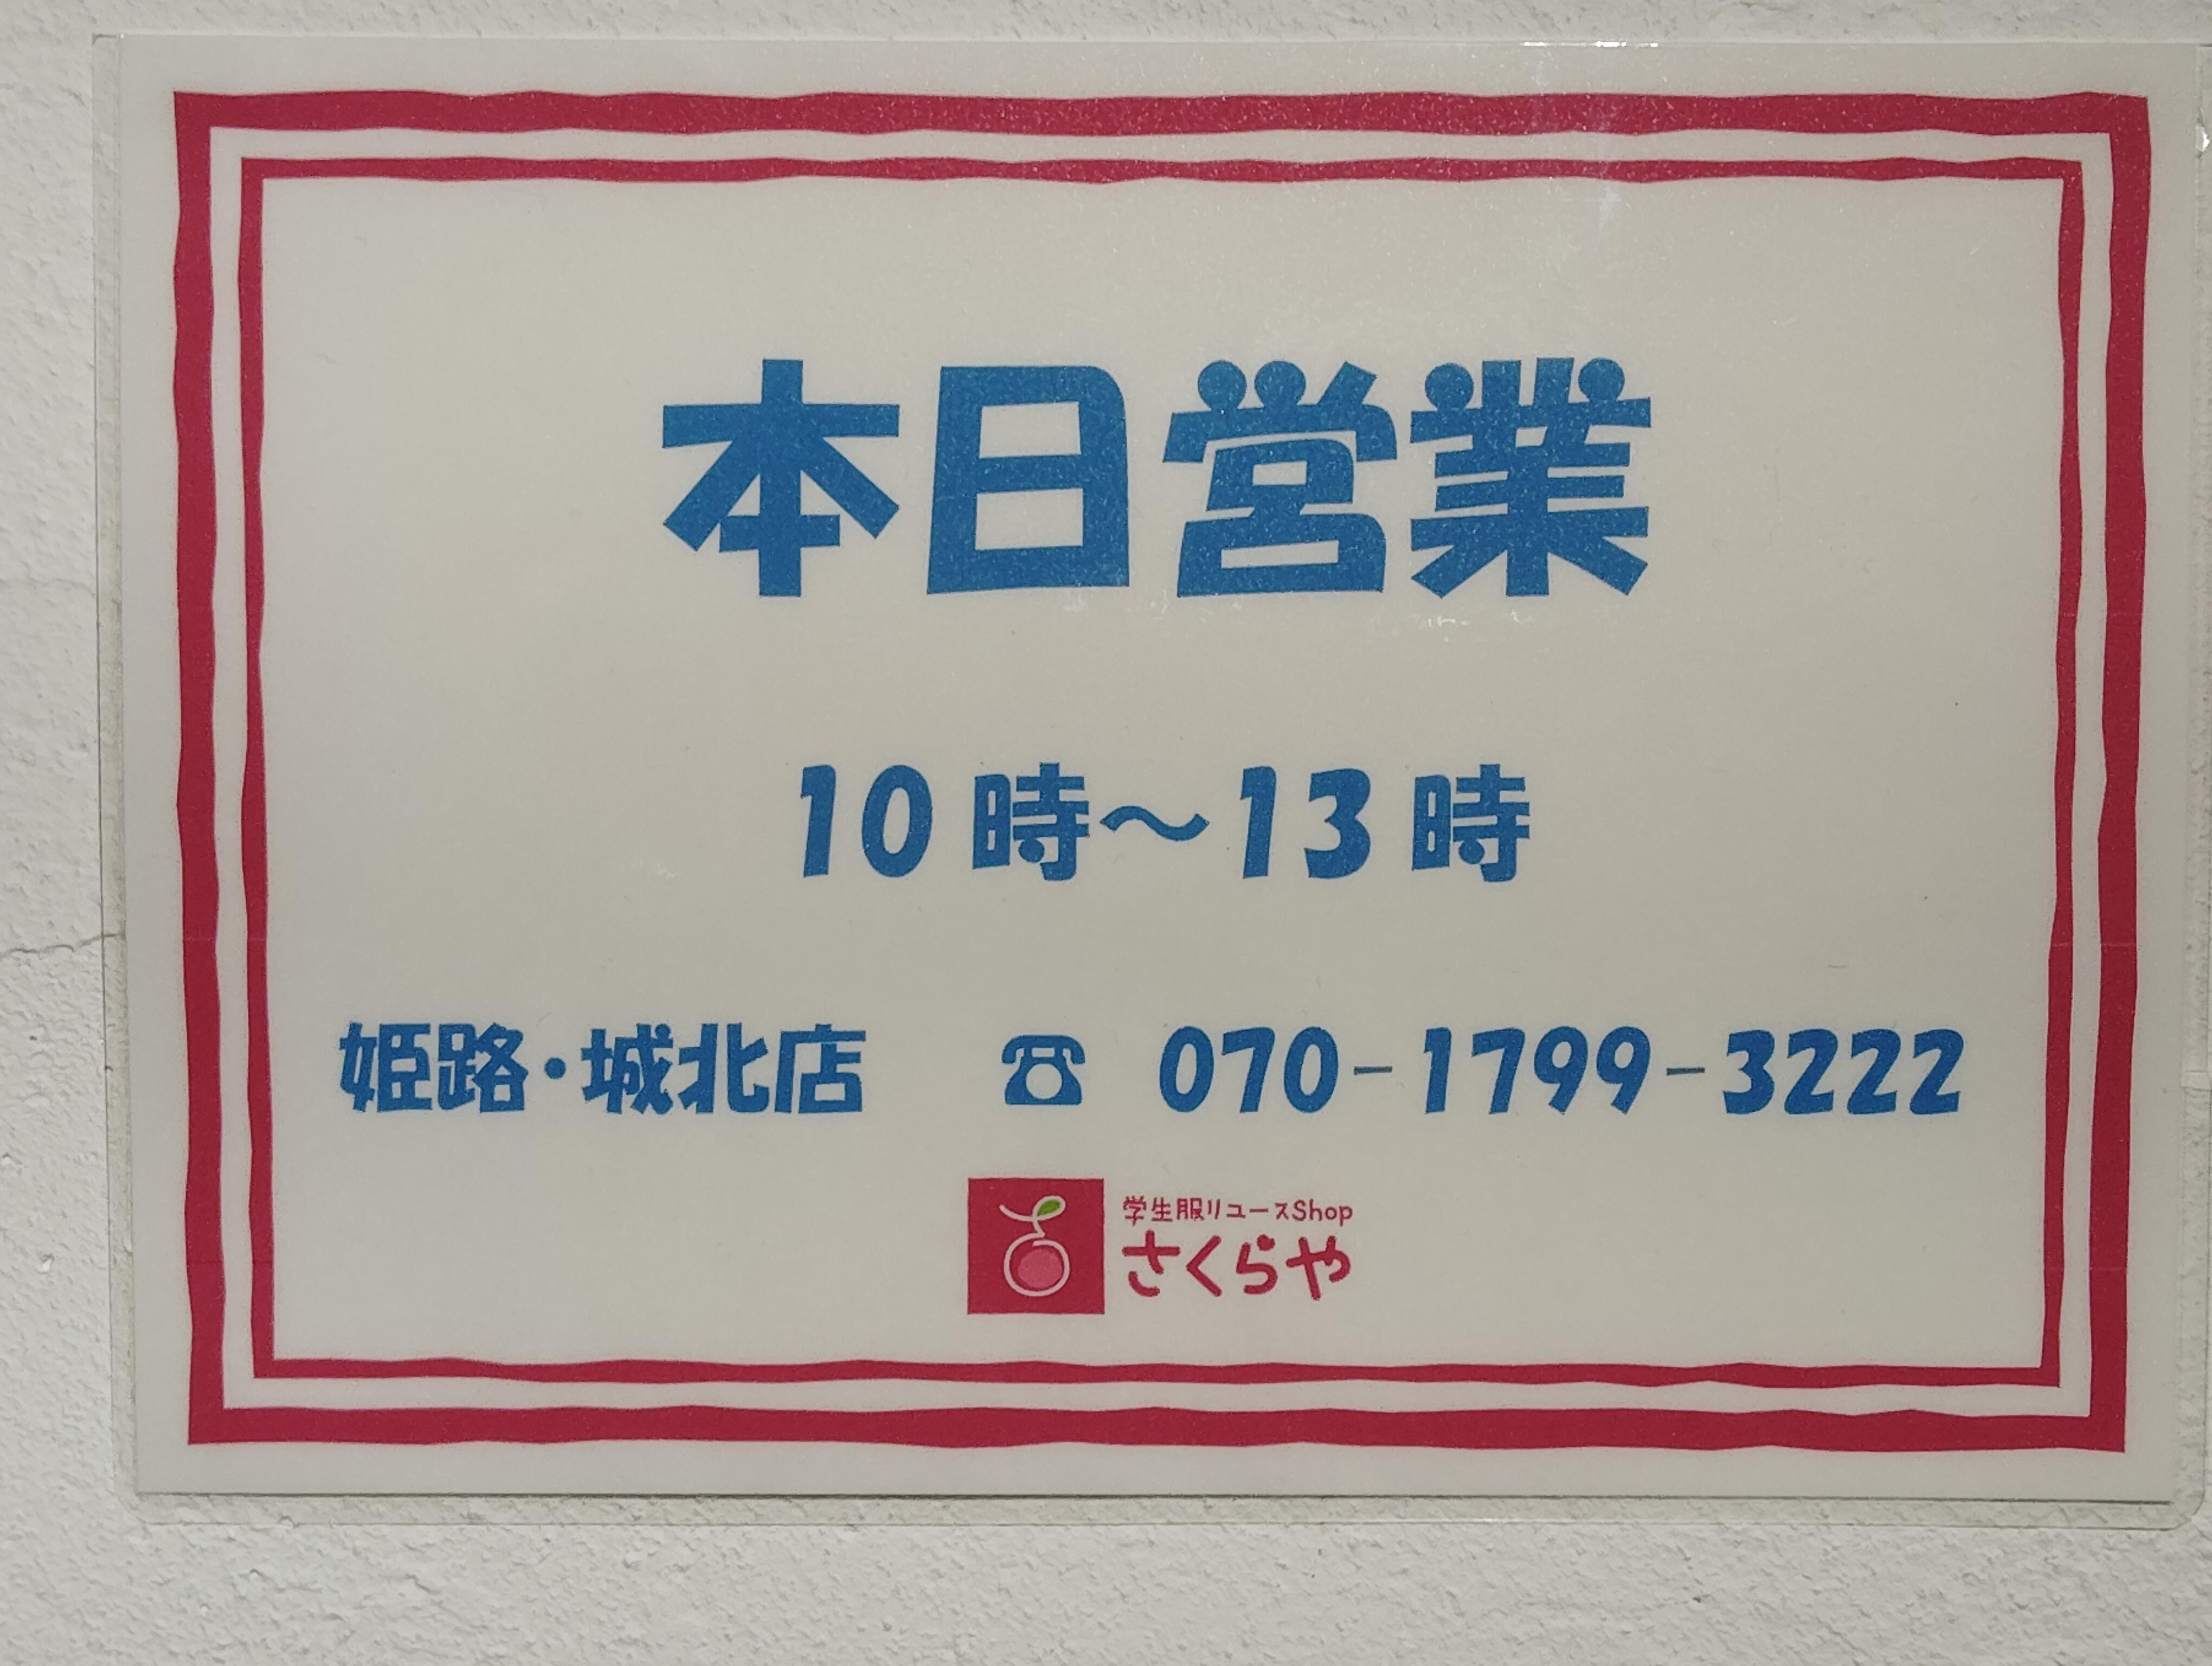 本日営業
10時〜13時
姫路・城北店 ☎ 070-1799-3222
学生服リユースShop
さくらや